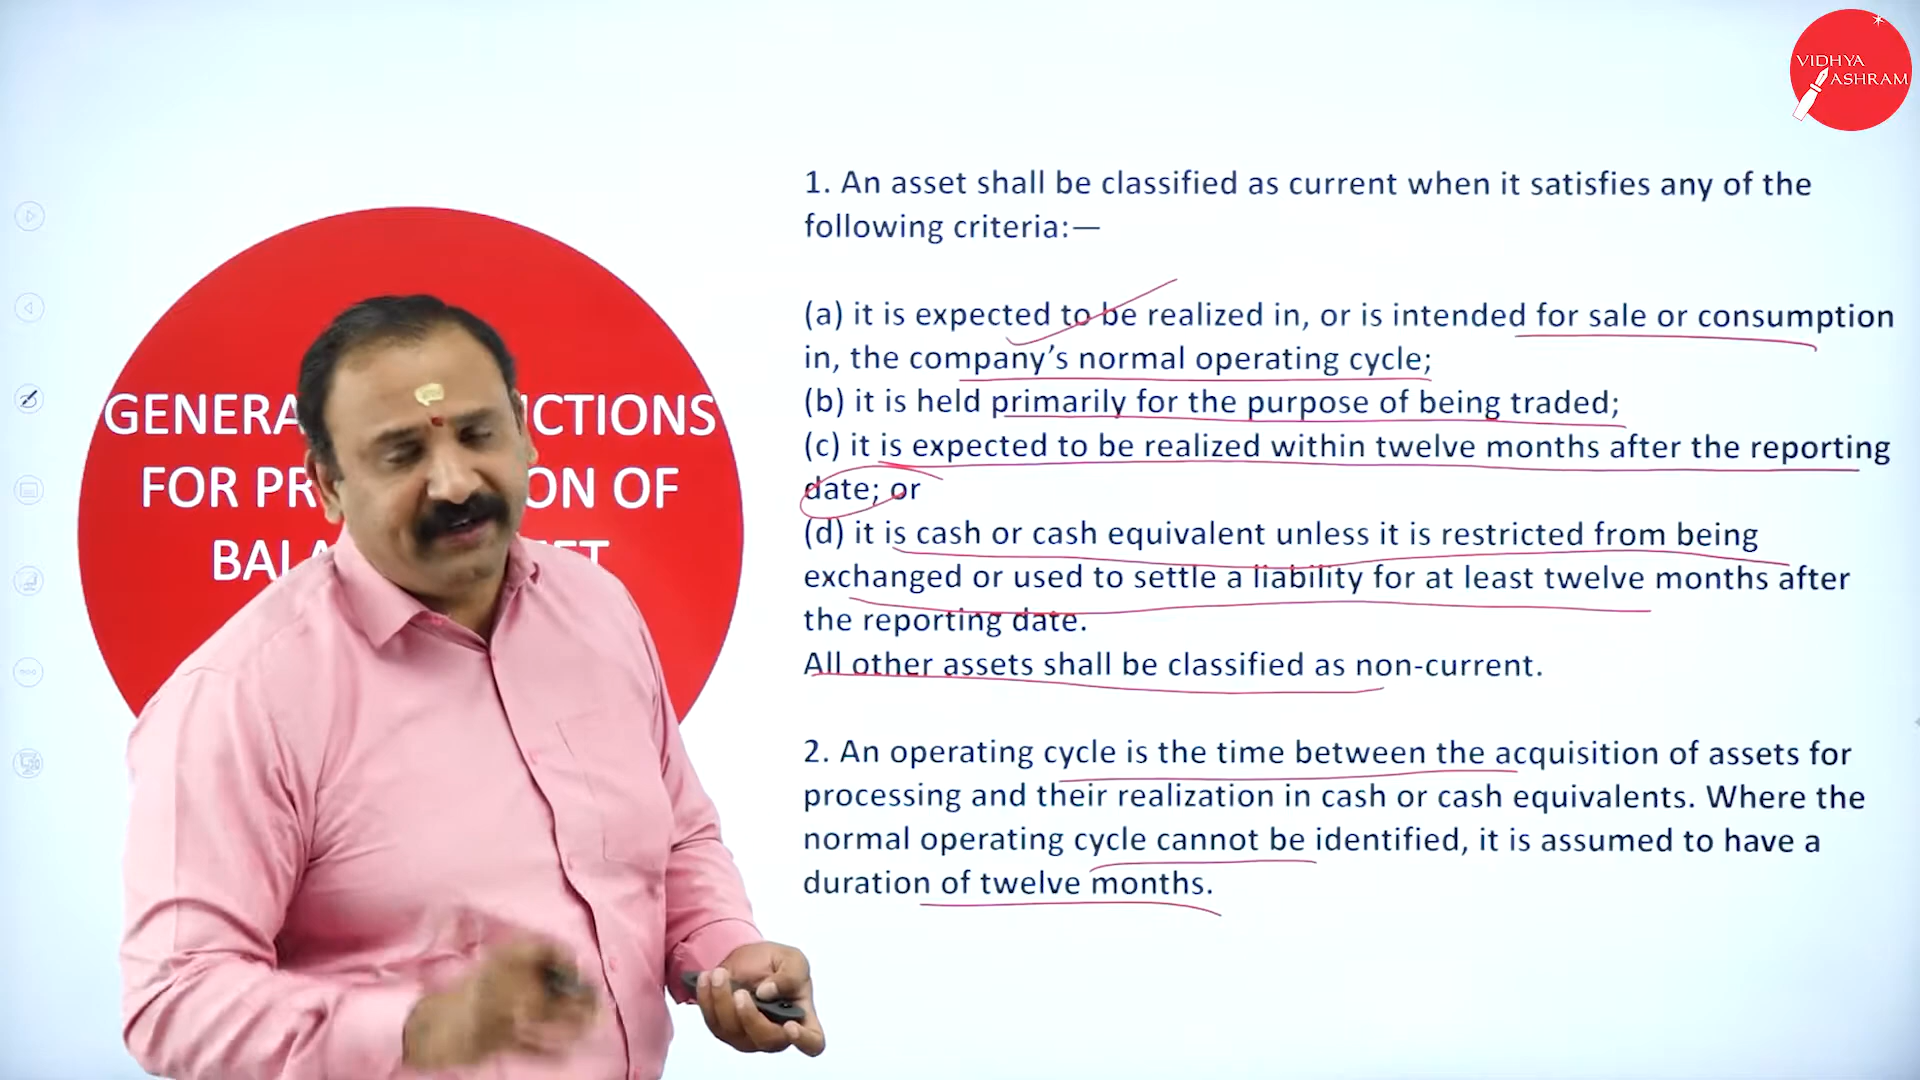 VIDHYA
ASHRAM
1. An asset shall be classified as current when it satisfies any of the
following criteria:—
(a) it is expected to be realized in, or is intended for sale or consumption
in, the company’s normal operating cycle;
(b) it is held primarily for the purpose of being traded;
(c) it is expected to be realized within twelve months after the reporting
date; or
(d) it is cash or cash equivalent unless it is restricted from being
exchanged or used to settle a liability for at least twelve months after
the reporting date.
All other assets shall be classified as non-current.
2. An operating cycle is the time between the acquisition of assets for
processing and their realization in cash or cash equivalents. Where the
normal operating cycle cannot be identified, it is assumed to have a
duration of twelve months.
GENERA CTIONS
FOR PR ON OF
BALA ET